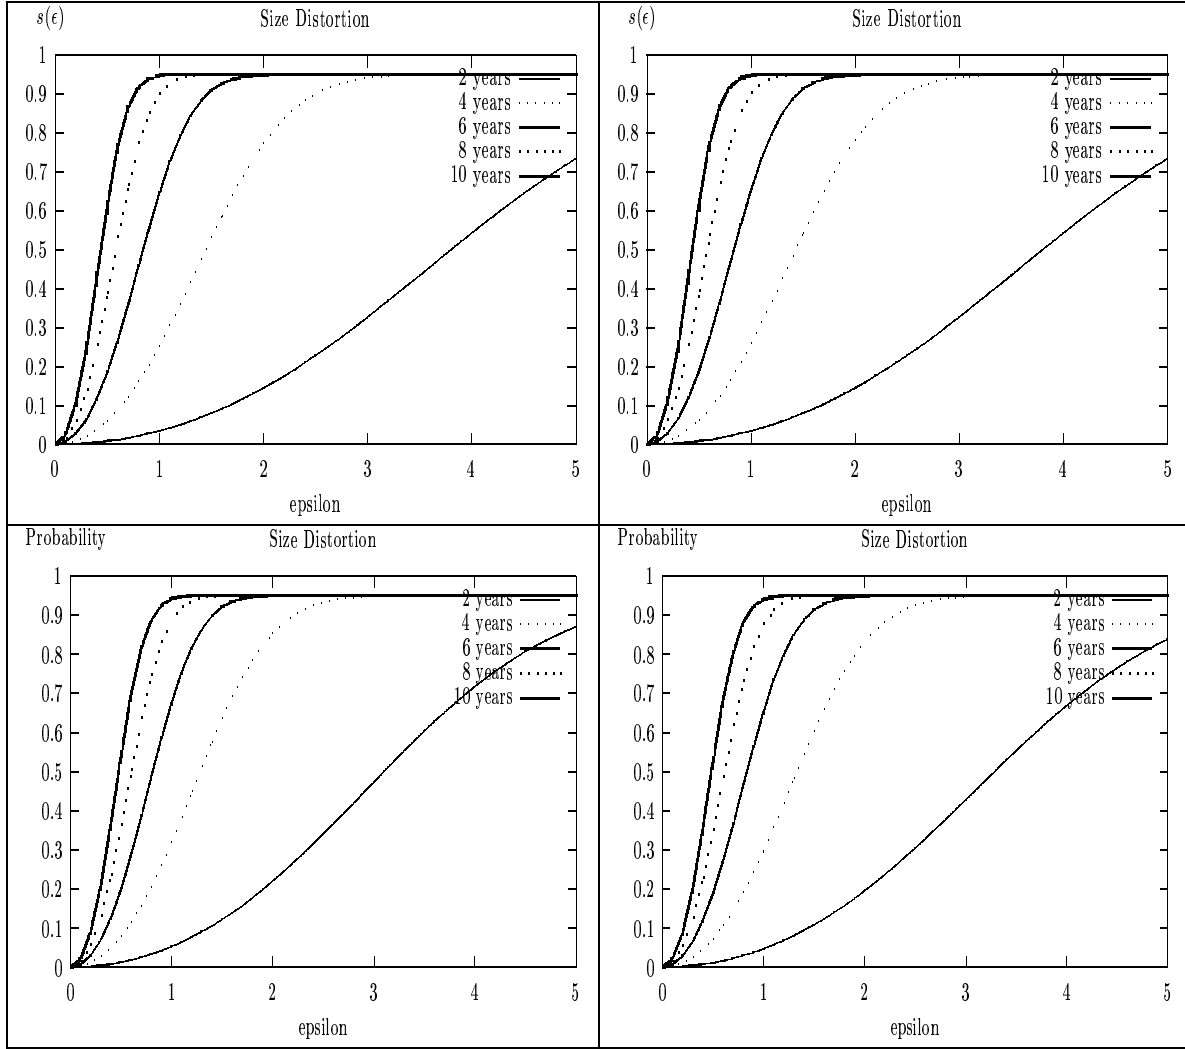 s(ϵ) Size Distortion
1
0.9
0.8
0.7
0.6
0.5
0.4
0.3
0.2
0.1
0
2 years
4 years
6 years
8 years
10 years
0 1 2 3 4 5
epsilon
s(ϵ) Size Distortion
1
0.9
0.8
0.7
0.6
0.5
0.4
0.3
0.2
0.1
0
2 years
4 years
6 years
8 years
10 years
0 1 2 3 4 5
epsilon
Probability Size Distortion
1
0.9
0.8
0.7
0.6
0.5
0.4
0.3
0.2
0.1
0
2 years
4 years
6 years
8 years
10 years
0 1 2 3 4 5
epsilon
Probability Size Distortion
1
0.9
0.8
0.7
0.6
0.5
0.4
0.3
0.2
0.1
0
2 years
4 years
6 years
8 years
10 years
0 1 2 3 4 5
epsilon